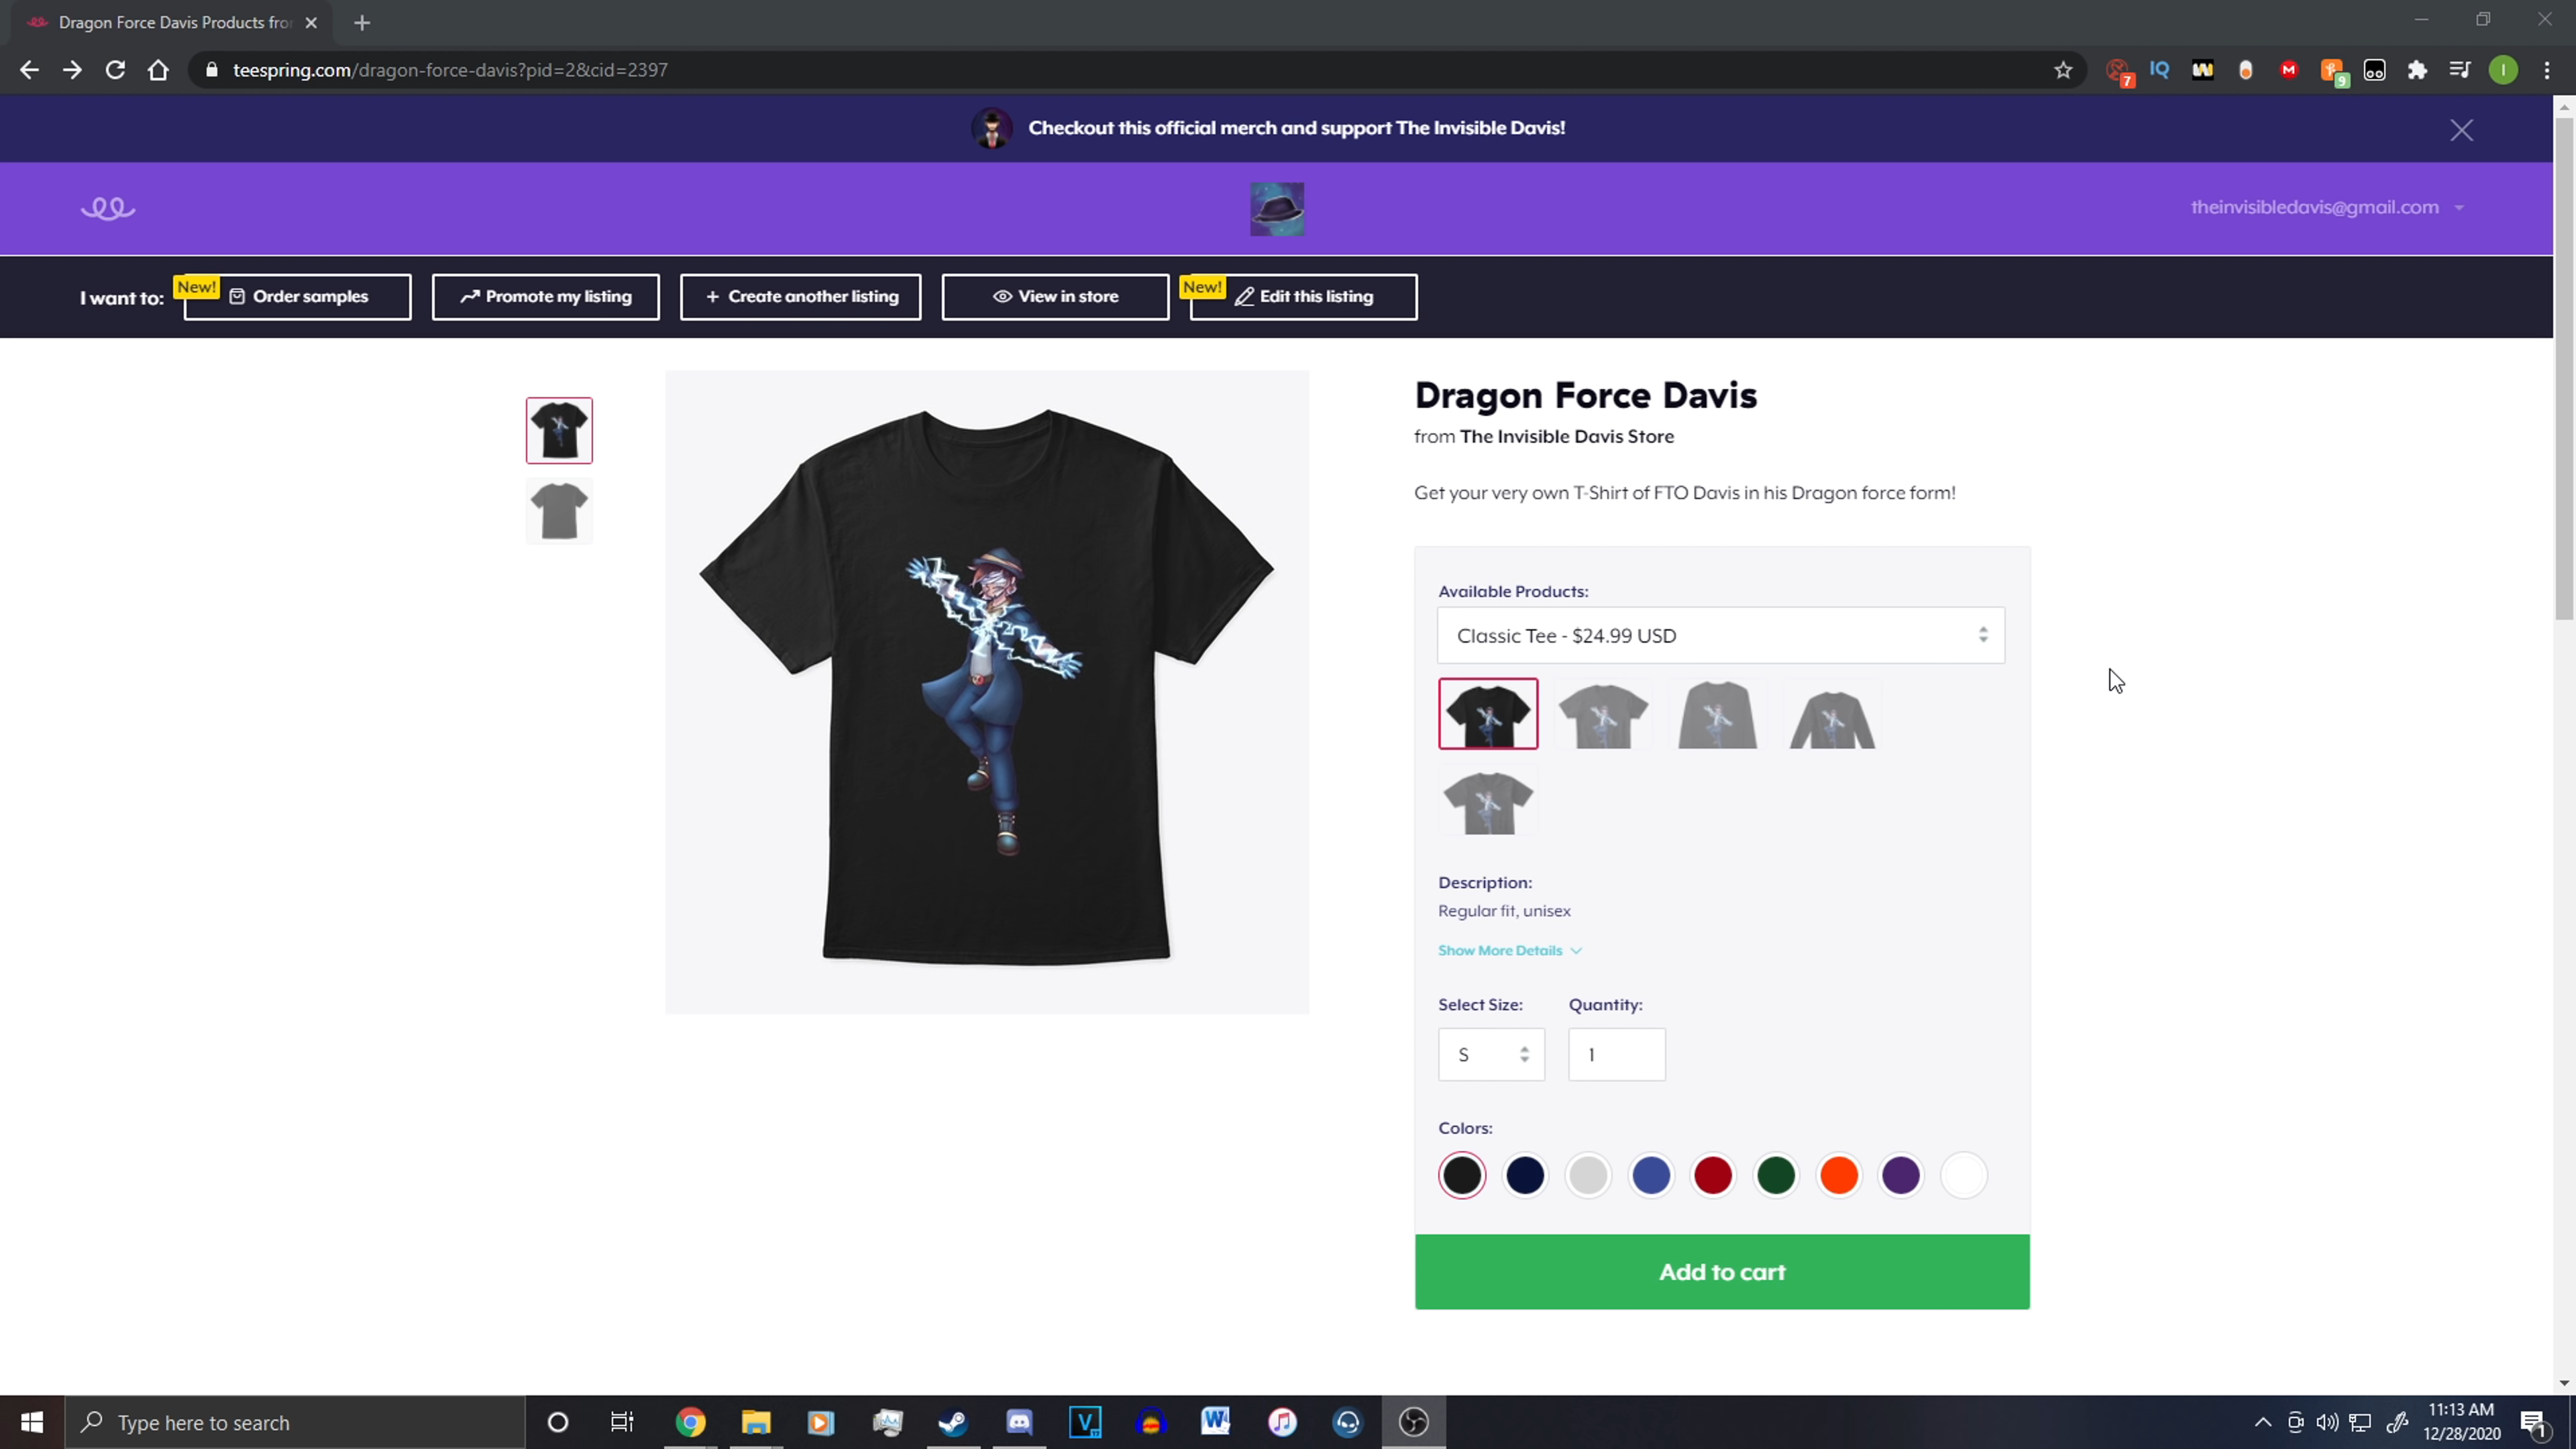 Dragon Force Davis Products fro
teespring.com/dragon-force-davis?pid=2&cid=2397
7
IQ
M
9
I
Checkout this official merch and support The Invisible Davis!
theinvisibledavis@gmail.com
I want to:
New!
Order samples
Promote my listing
+ Create another listing
View in store
New!
Edit this listing
Dragon Force Davis
from The Invisible Davis Store
Get your very own T-Shirt of FTO Davis in his Dragon force form!
Available Products:
Classic Tee - $24.99 USD
Description:
Regular fit, unisex
Show More Details
Select Size: Quantity:
S 1
Colors:
Add to cart
Type here to search
V
W
11:13 AM
12/28/2020
1